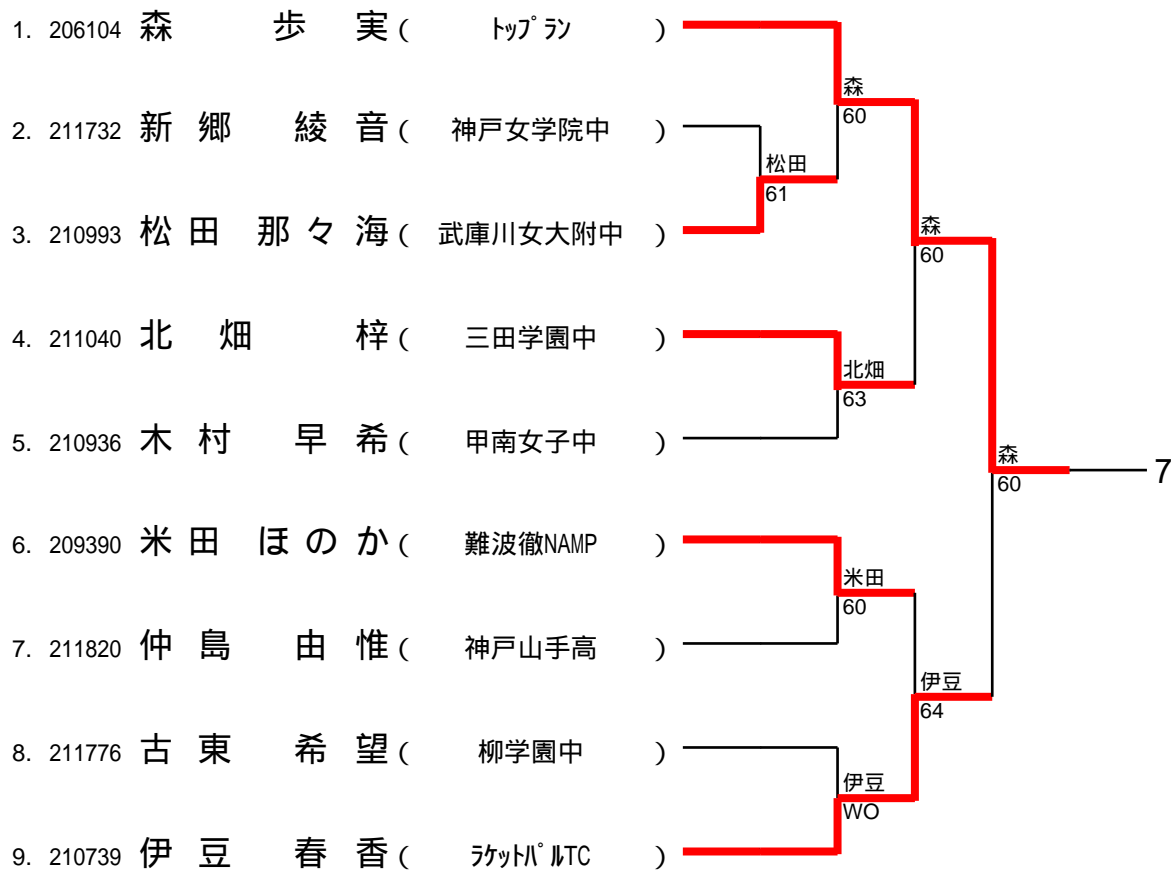 1. 206104 森 歩 実 ( トップラン )
森
60
2. 211732 新 郷 綾 音 ( 神戸女学院中 )
松田
61
3. 210993 松 田 那 々 海 ( 武庫川女大附中 )
森
60
4. 211040 北 畑 梓 ( 三田学園中 )
北畑
63
5. 210936 木 村 早 希 ( 甲南女子中 )
森
60
7
6. 209390 米 田 ほ の か ( 難波徹NAMP )
米田
60
7. 211820 仲 島 由 惟 ( 神戸山手高 )
伊豆
64
8. 211776 古 東 希 望 ( 柳学園中 )
伊豆
WO
9. 210739 伊 豆 春 香 ( ラケットパルTC )